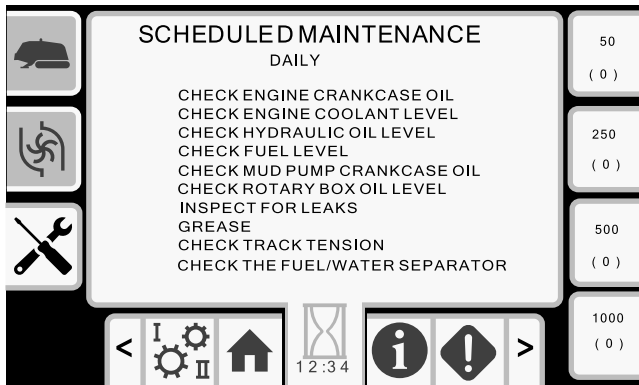 SCHEDULED MAINTENANCE
DAILY
CHECK ENGINE CRANKCASE OIL
CHECK ENGINE COOLANT LEVEL
CHECK HYDRAULIC OIL LEVEL
CHECK FUEL LEVEL
CHECK MUD PUMP CRANKCASE OIL
CHECK ROTARY BOX OIL LEVEL
INSPECT FOR LEAKS
GREASE
CHECK TRACK TENSION
CHECK THE FUEL/WATER SEPARATOR
50
(0)
250
(0)
500
(0)
1000
(0)
<
I
II
12:34
i
!
>